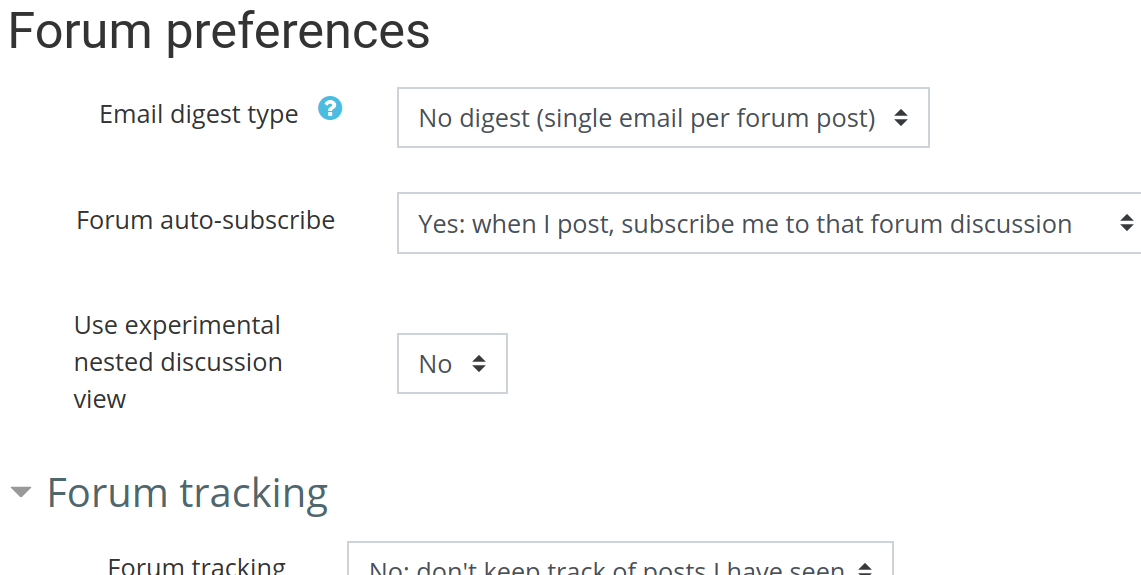 Forum preferences
Email digest type
No digest (single email per forum post)
Forum auto-subscribe
Yes: when I post, subscribe me to that forum discussion
Use experimental
nested discussion
view
No
Forum tracking
Forum tracking
No: don't keep track of posts I have seen